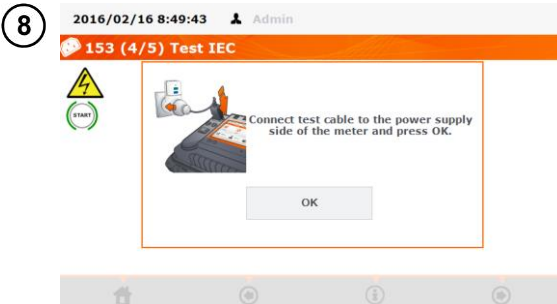 8
2016/02/16 8:49:43 Admin
153 (4/5) Test IEC
START
Connect test cable to the power supply
side of the meter and press OK.
OK